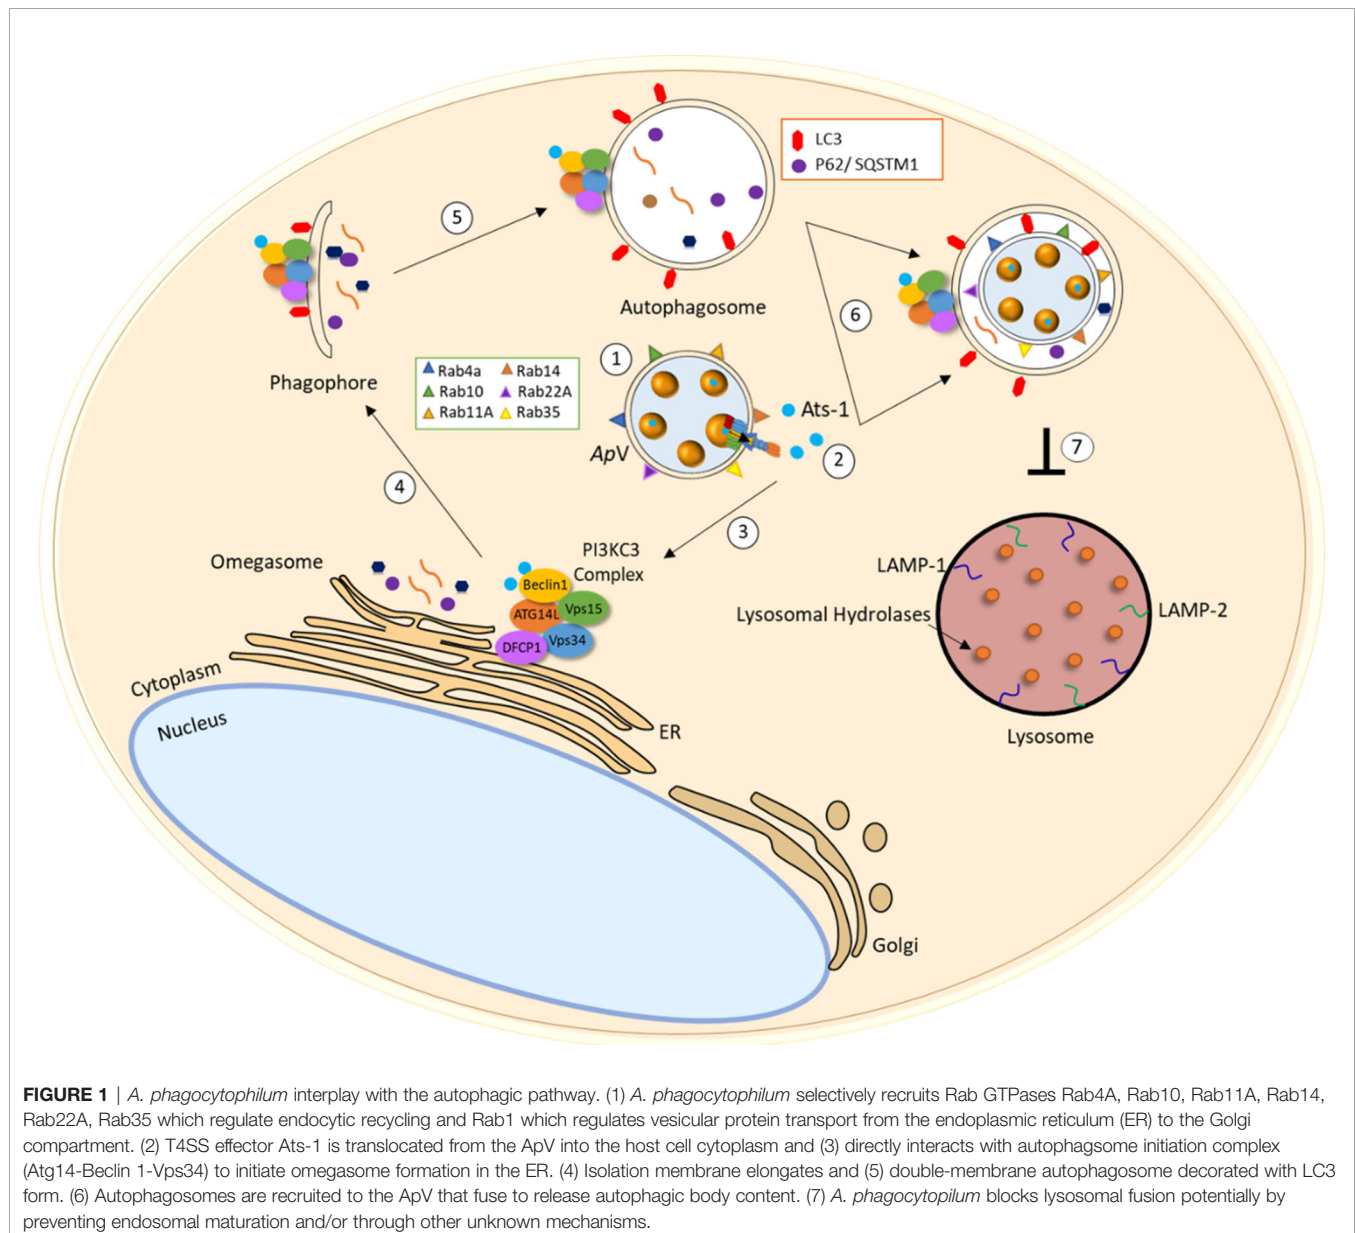 LC3
P62/ SQSTM1
5
Autophagosome
6
Phagophore
1
Rab4a
Rab14
Rab10
Rab22A
Rab11A
Rab35
Ats-1
ApV
2
7
4
3
Omegasome
PI3KC3
Complex
Beclin1
ATG14L
Vps15
DFCP1
Vps34
LAMP-1
Lysosomal Hydrolases
LAMP-2
Cytoplasm
Nucleus
ER
Lysosome
Golgi
FIGURE 1 | A. phagocytophilum interplay with the autophagic pathway. (1) A. phagocytophilum selectively recruits Rab GTPases Rab4A, Rab10, Rab11A, Rab14,
Rab22A, Rab35 which regulate endocytic recycling and Rab1 which regulates vesicular protein transport from the endoplasmic reticulum (ER) to the Golgi
compartment. (2) T4SS effector Ats-1 is translocated from the ApV into the host cell cytoplasm and (3) directly interacts with autophagsome initiation complex
(Atg14-Beclin 1-Vps34) to initiate omegasome formation in the ER. (4) Isolation membrane elongates and (5) double-membrane autophagosome decorated with LC3
form. (6) Autophagosomes are recruited to the ApV that fuse to release autophagic body content. (7) A. phagocytopilum blocks lysosomal fusion potentially by
preventing endosomal maturation and/or through other unknown mechanisms.